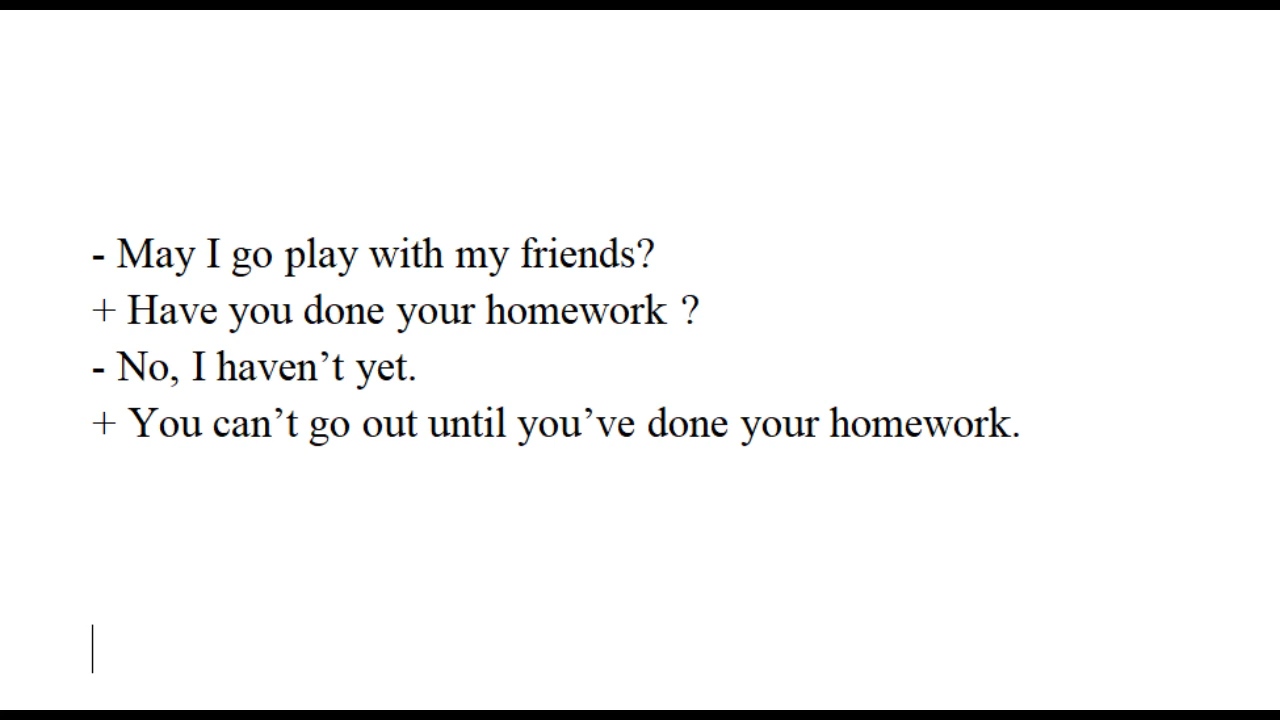 - May I go play with my friends?
+ Have you done your homework ?
- No, I haven’t yet.
+ You can’t go out until you’ve done your homework.